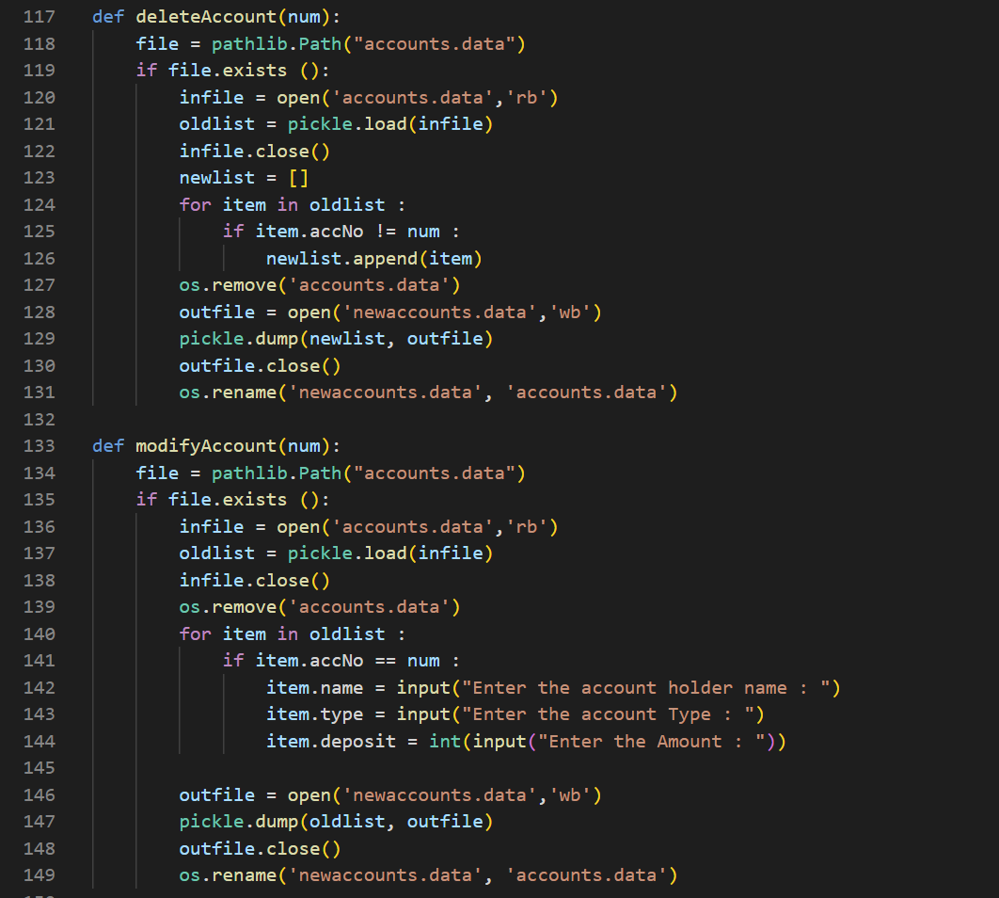 117 def deleteAccount(num):
118     file = pathlib.Path("accounts.data")
119     if file.exists ():
120         infile = open('accounts.data','rb')
121         oldlist = pickle.load(infile)
122         infile.close()
123         newlist = []
124         for item in oldlist :
125             if item.accNo != num :
126                 newlist.append(item)
127         os.remove('accounts.data')
128         outfile = open('newaccounts.data','wb')
129         pickle.dump(newlist, outfile)
130         outfile.close()
131         os.rename('newaccounts.data', 'accounts.data')
132
133 def modifyAccount(num):
134     file = pathlib.Path("accounts.data")
135     if file.exists ():
136         infile = open('accounts.data','rb')
137         oldlist = pickle.load(infile)
138         infile.close()
139         os.remove('accounts.data')
140         for item in oldlist :
141             if item.accNo == num :
142                 item.name = input("Enter the account holder name : ")
143                 item.type = input("Enter the account Type : ")
144                 item.deposit = int(input("Enter the Amount : "))
145
146         outfile = open('newaccounts.data','wb')
147         pickle.dump(oldlist, outfile)
148         outfile.close()
149         os.rename('newaccounts.data', 'accounts.data')